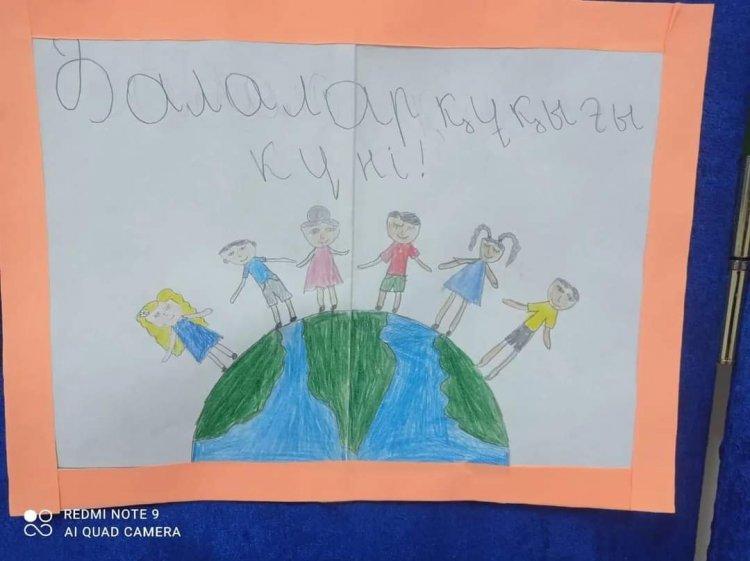 Балалар құқығы
күні!
REDMI NOTE 9
AI QUAD CAMERA